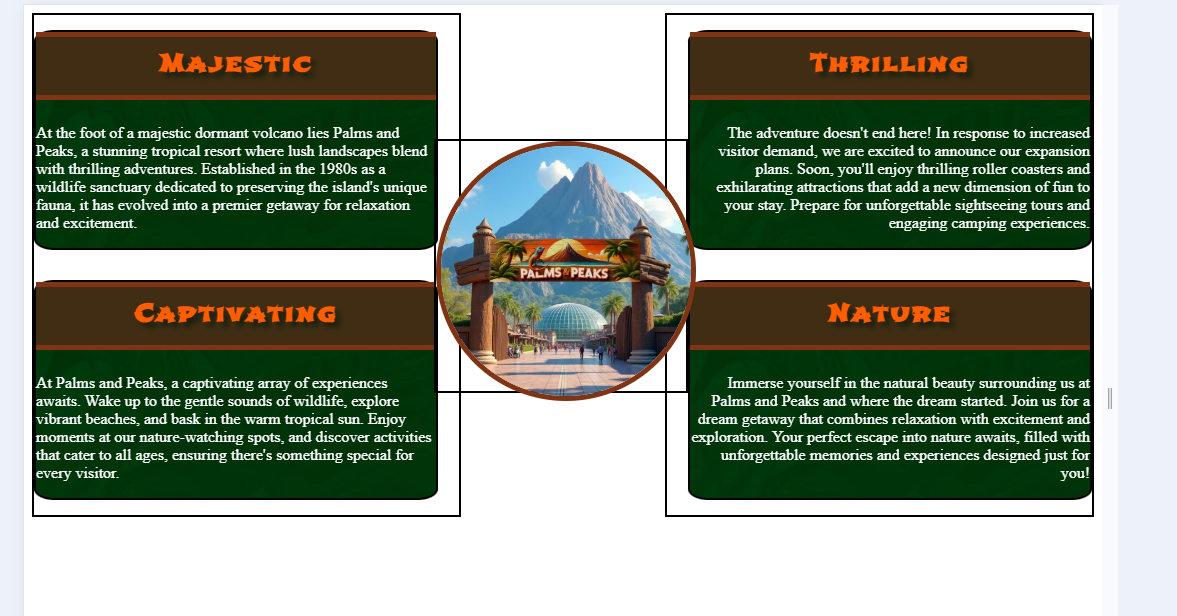 Majestic
At the foot of a majestic dormant volcano lies Palms and
Peaks, a stunning tropical resort where lush landscapes blend
with thrilling adventures. Established in the 1980s as a
wildlife sanctuary dedicated to preserving the island's unique
fauna, it has evolved into a premier getaway for relaxation
and excitement.
Thrilling
The adventure doesn't end here! In response to increased
visitor demand, we are excited to announce our expansion
plans. Soon, you'll enjoy thrilling roller coasters and
exhilarating attractions that add a new dimension of fun to
your stay. Prepare for unforgettable sightseeing tours and
engaging camping experiences.
PALMS & PEAKS
Captivating
At Palms and Peaks, a captivating array of experiences
awaits. Wake up to the gentle sounds of wildlife, explore
vibrant beaches, and bask in the warm tropical sun. Enjoy
moments at our nature-watching spots, and discover activities
that cater to all ages, ensuring there's something special for
every visitor.
Nature
Immerse yourself in the natural beauty surrounding us at
Palms and Peaks and where the dream started. Join us for a
dream getaway that combines relaxation with excitement and
exploration. Your perfect escape into nature awaits, filled with
unforgettable memories and experiences designed just for
you!